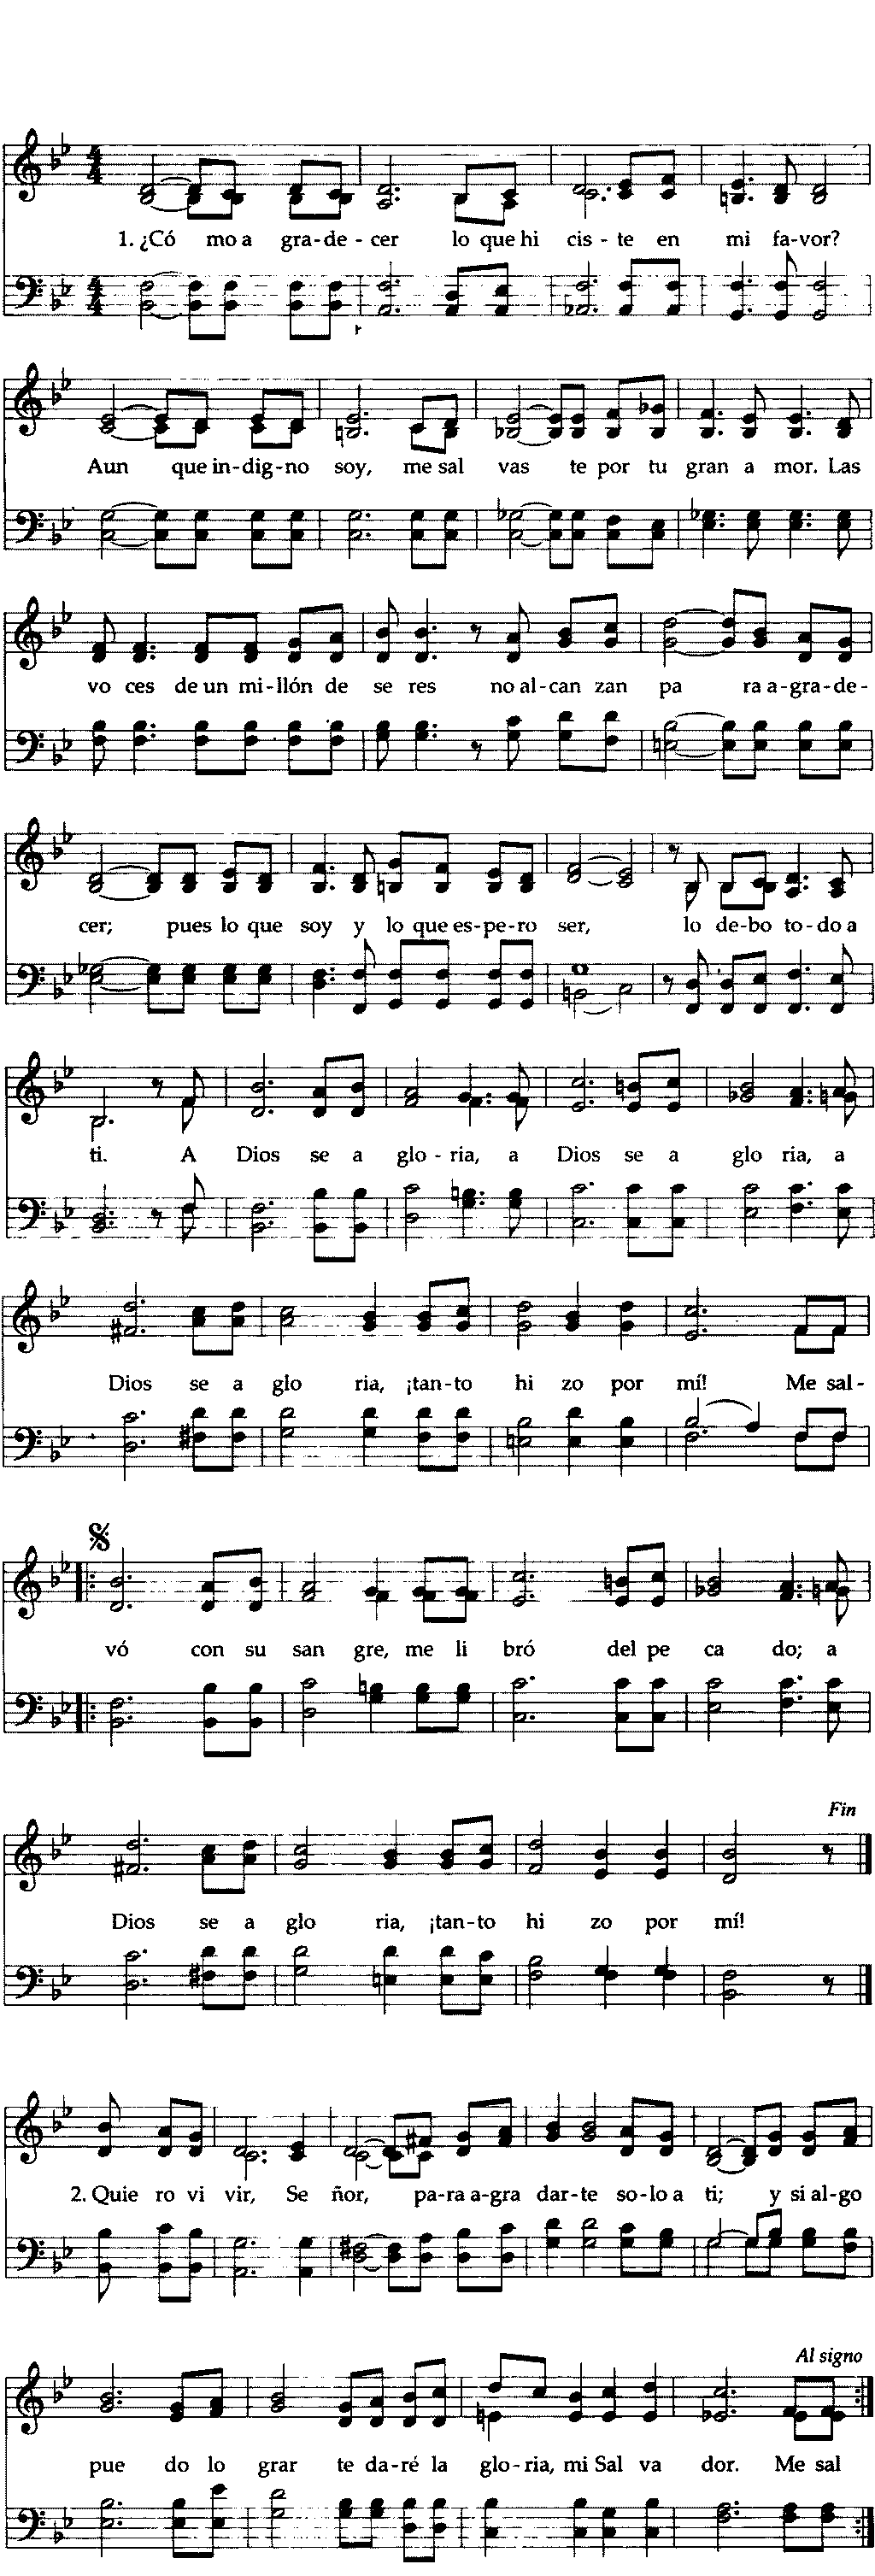 1. ¿Có mo a gra-de-cer lo que hi cis-te en mi fa-vor?
Aun que in-dig-no soy, me sal vas te por tu gran a mor. Las
vo ces de un mi-llón de se res no al-can zan pa ra a-gra-de-
cer; pues lo que soy y lo que es-pe-ro ser, lo de-bo to-do a
ti. A Dios se a glo-ria, a Dios se a glo ria, a
Dios se a glo ria, ¡tan-to hi zo por mí! Me sal-
vó con su san gre, me li bró del pe ca do; a
Fin
Dios se a glo ria, ¡tan-to hi zo por mí!
2. Quie ro vi vir, Se ñor, pa-ra a-gra dar-te so-lo a ti; y si al-go
Al signo
pue do lo grar te da-ré la glo-ria, mi Sal va dor. Me sal